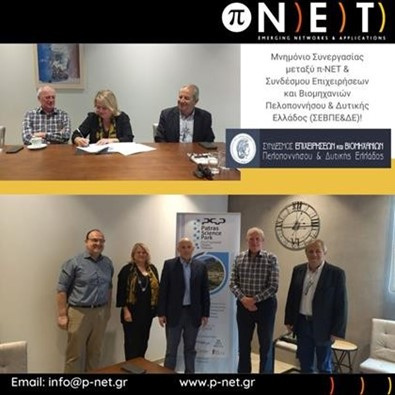 π N)E)T)
EMERGING NETWORKS & APPLICATIONS
Μνημόνιο Συνεργασίας
μεταξύ π-NET &
Συνδέσμου Επιχειρήσεων
και Βιομηχανιών
Πελοποννήσου & Δυτικής
Ελλάδος (ΣΕΒΠΕ&ΔΕ)!
ΣΥΝΔΕΣΜΟΣ ΕΠΙΧΕΙΡΗΣΕΩΝ ΚΑΙ ΒΙΟΜΗΧΑΝΙΩΝ
Πελοποννήσου & Δυτικής Ελλάδος
Patras
Science
Park
Email: info@p-net.gr
www.p-net.gr